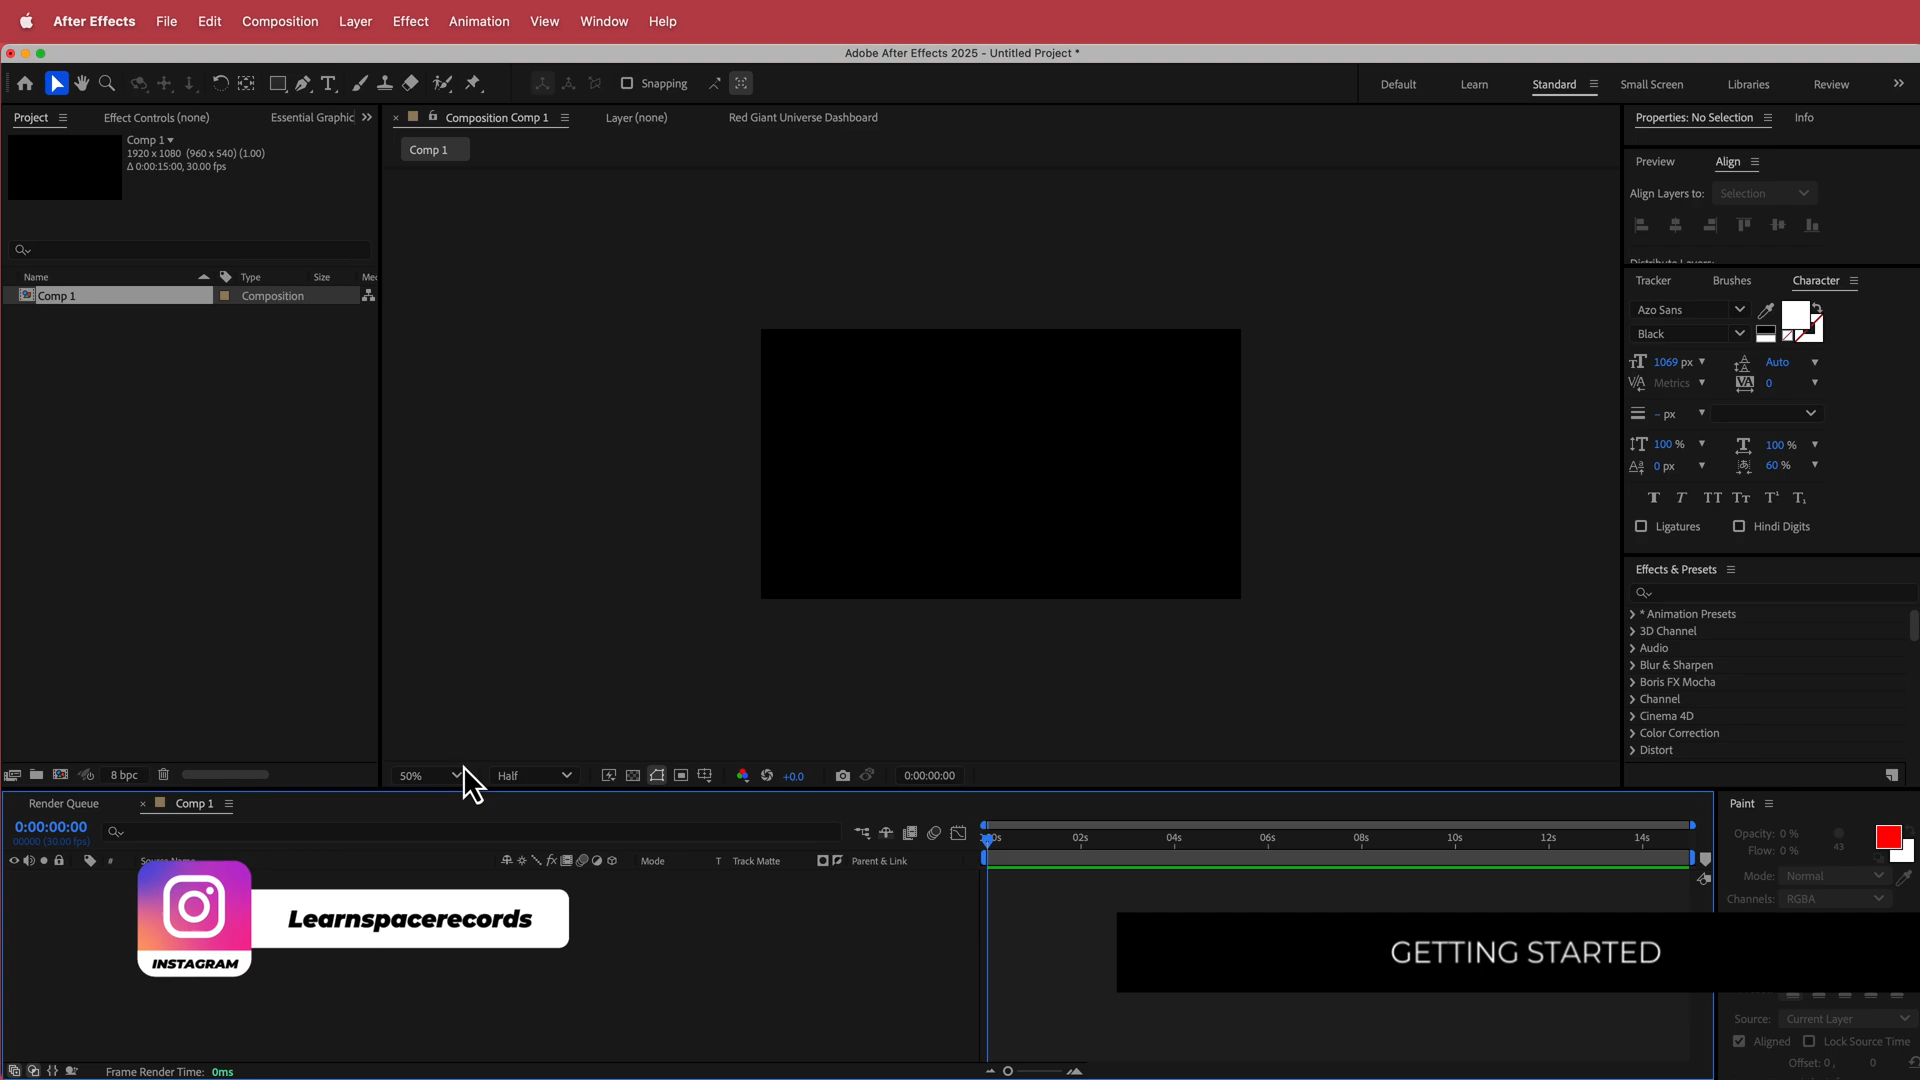 After Effects File Edit Composition Layer Effect Animation View Window Help
Adobe After Effects 2025 - Untitled Project *
Snapping Default Learn Standard Small Screen Libraries Review
Project Effect Controls (none) Essential Graphic
Composition Comp 1 Layer (none) Red Giant Universe Dashboard
Properties: No Selection Info
Comp 1
1920 x 1080 (960 x 540) (1.00)
Δ 0:00:15:00, 30.00 fps
Comp 1
Preview Align
Align Layers to: Selection
Name Type Size
Comp 1 Composition
Tracker Brushes Character
Azo Sans
Black
1069 px Auto
Metrics 0
– px
100 % 100 %
0 px 60 %
Ligatures Hindi Digits
Effects & Presets
* Animation Presets
3D Channel
Audio
Blur & Sharpen
Boris FX Mocha
Channel
Cinema 4D
Color Correction
Distort
8 bpc
50% Half +0.0 0:00:00:00
Render Queue Comp 1
0:00:00:00
00000 (30.00 fps)
02s 04s 06s 08s 10s 12s 14s
# Mode T Track Matte Parent & Link
Paint
Opacity: 0 %
Flow: 0 % 43
Mode: Normal
Channels: RGBA
Learnspacerecords
INSTAGRAM
GETTING STARTED
Source: Current Layer
Aligned Lock Source Time
Offset: 0 , 0
Frame Render Time: 0ms